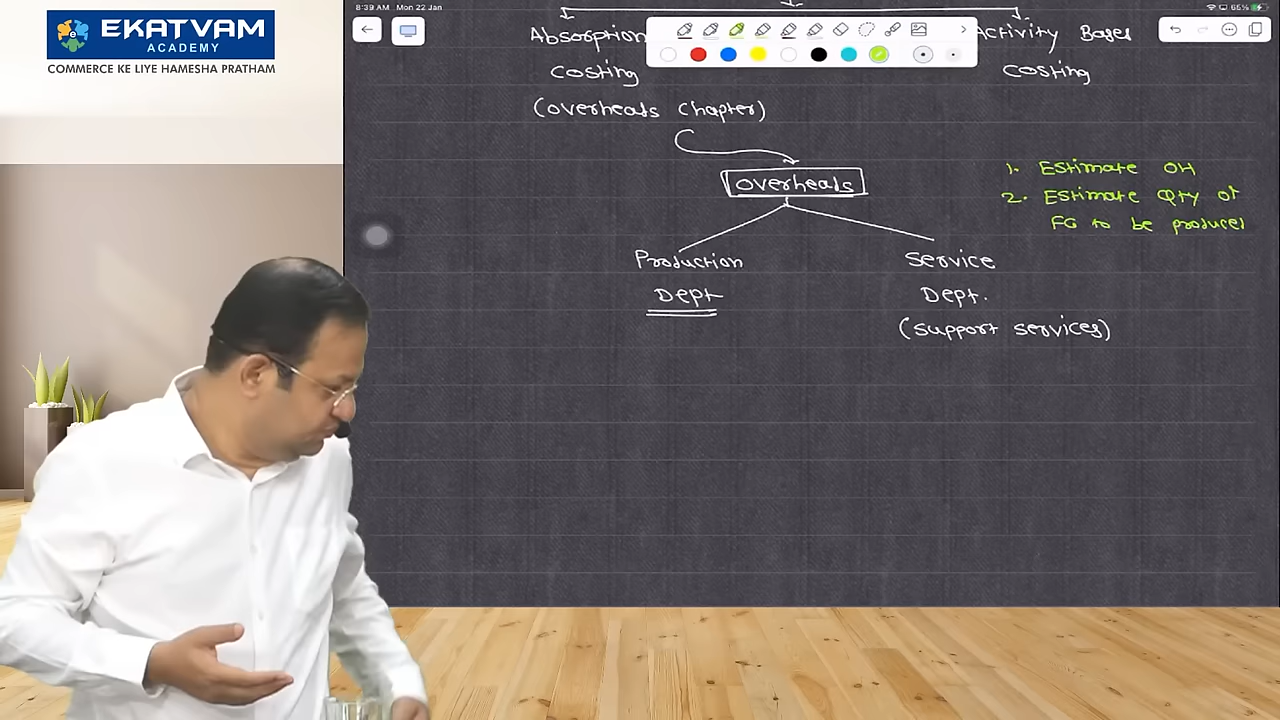 EKATVAM
ACADEMY
COMMERCE KE LIYE HAMESHA PRATHAM
8:39 AM Mon 22 Jan
65%
Absorption
Costing
(overheads Chapter)
Activity Based
Costing
overheads
1. Estimate OH
2. Estimate Qty of
FG to be produced
Production
Dept
Service
Dept.
(support services)